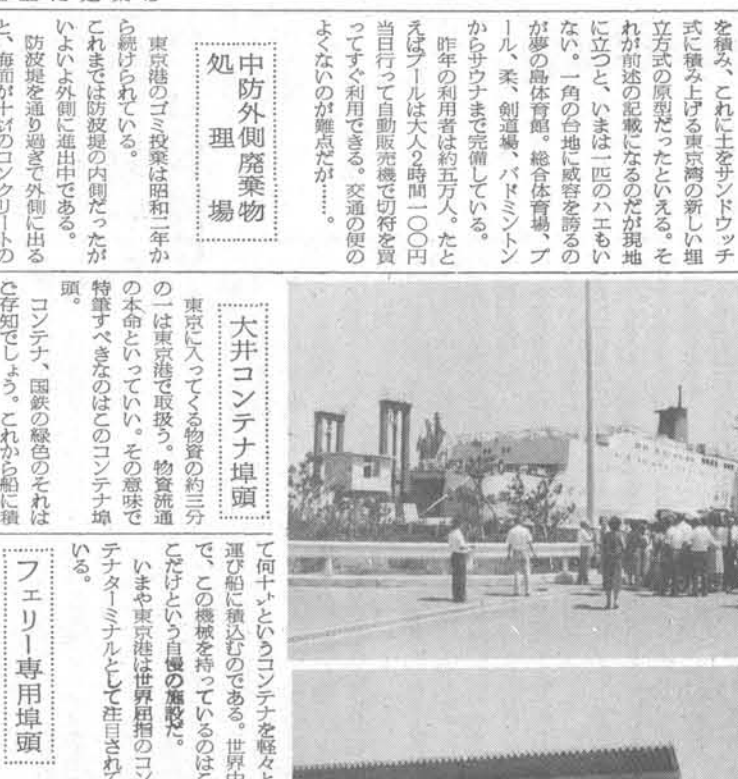 を積み、これに土をサンドウッチ
式に積み上げる東京湾の新しい埋
立方式の原型だったといえる。そ
れが前述の記載になるのだが現地
に立つと、いまは一匹のハエもい
ない。一角の台地に威容を誇るの
が夢の島体育館。総合体育場、プ
ール、柔、剣道場、バドミントン
からサウナまで完備している。
昨年の利用者は約五万人。たと
えばプールは大人2時間一〇〇円
当日行って自動販売機で切符を買
ってすぐ利用できる。交通の便の
よくないのが難点だが……。
中防外側廃棄物
処理場
東京港のゴミ投棄は昭和二年か
ら続けられている。
これまでは防波堤の内側だったが
いよいよ外側に進出中である。
防波堤を通り過ぎて外側に出る
と、海面が十㍍のコンクリートの
大井コンテナ埠頭
東京に入ってくる物資の約三分
の一は東京港で取扱う。物資流通
の本命といっていい。その意味で
特筆すべきなのはこのコンテナ埠
頭。
コンテナ、国鉄の緑色のそれは
ご存知でしょう。これから船に積
て何十㌧というコンテナを軽々と
運び船に積込むのである。世界中
で、この機械を持っているのはこ
こだけという自慢の施設だ。
いまや東京港は世界屈指のコン
テナターミナルとして注目されて
いる。
フェリー専用埠頭